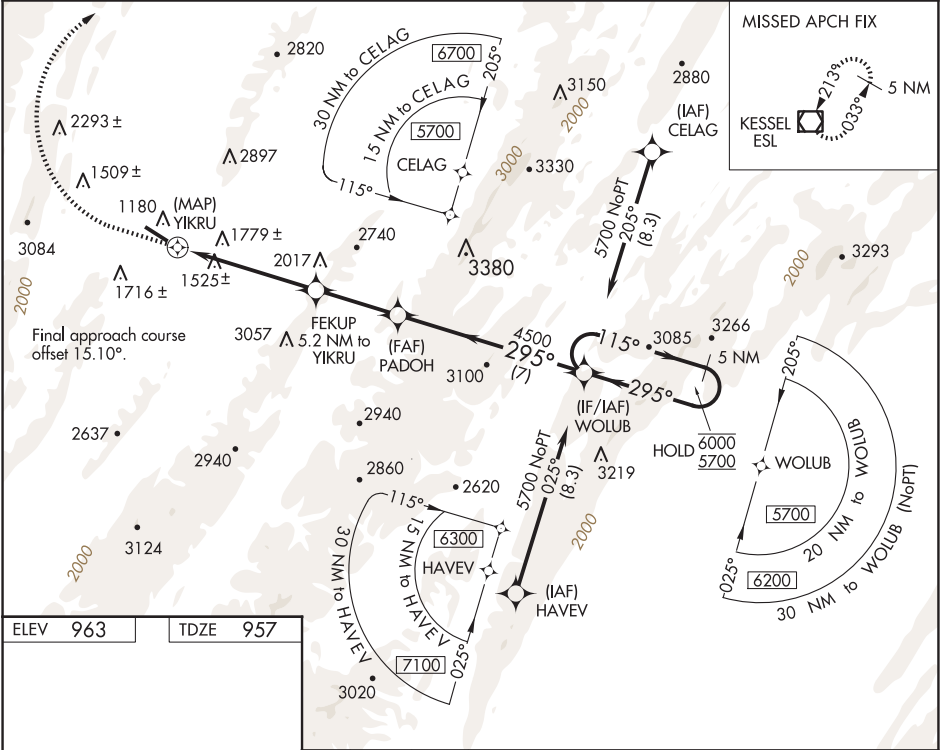 MISSED APCH FIX
213°
033°
5 NM
KESSEL
ESL
2820
30 NM to CELAG
6700
205°
15 NM to CELAG
5700
CELAG
115°
3150
2000
2880
(IAF)
CELAG
3000
3330
5700 NoPT
205°
(8.3)
2293 ±
2897
1509 ±
1180
(MAP)
YIKRU
1779 ±
2740
3084
2000
2017
3380
1525 ±
1716 ±
2000
3293
Final approach course
offset 15.10°.
3057
FEKUP
5.2 NM to
YIKRU
(FAF)
PADOH
4500
295°
(7)
3100
115°
3085
3266
5 NM
295°
(IF/IAF)
WOLUB
HOLD
6000
5700
3219
205°
WOLUB
5700
20 NM to WOLUB
025°
6200
30 NM to WOLUB (NoPT)
2637
2940
2940
2860
2620
3124
2000
5700 NoPT
025°
(8.3)
2000
(IAF)
HAVEV
115°
6300
HAVEV
15 NM to HAVEV
30 NM to HAVEV
7100
025°
3020
ELEV 963
TDZE 957